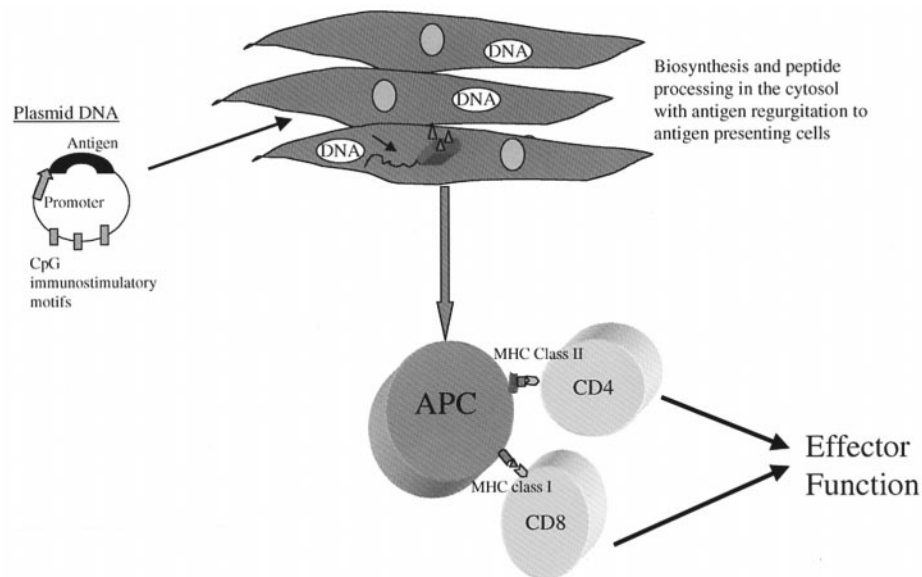 DNA
DNA
DNA
Biosynthesis and peptide
processing in the cytosol
with antigen regurgitation to
antigen presenting cells
Plasmid DNA
Antigen
Promoter
CpG
immunostimulatory
motifs
MHC Class II
APC
CD4
MHC class I
CD8
Effector
Function